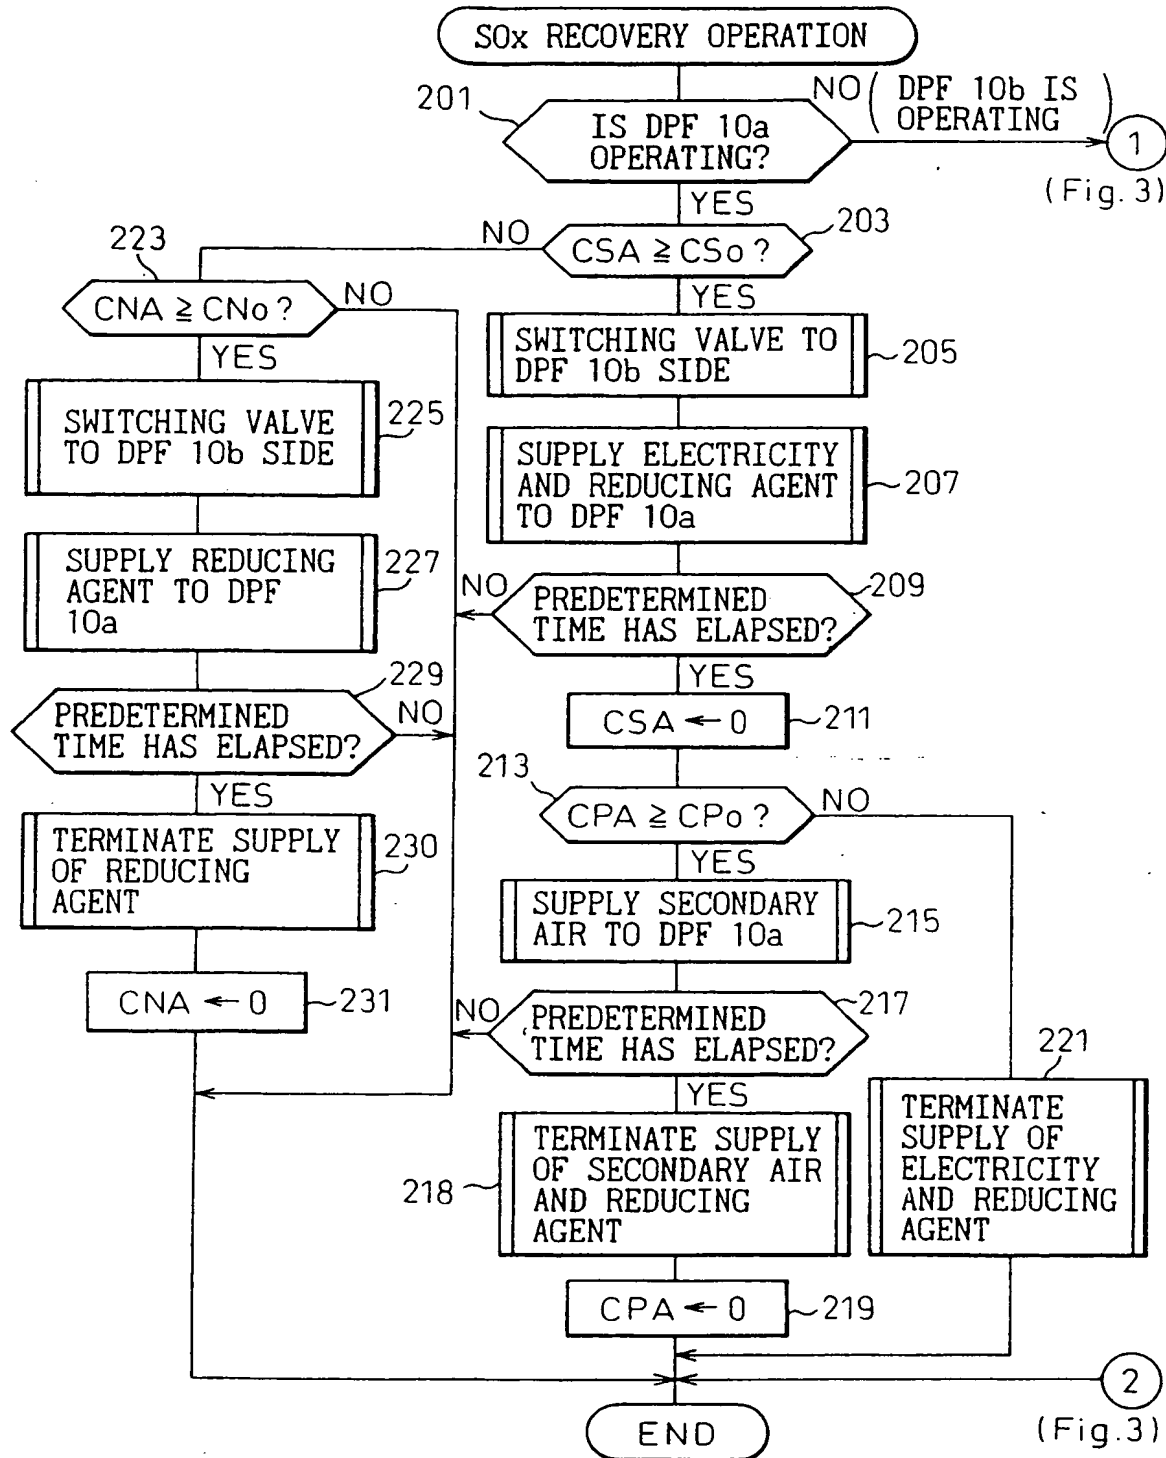 SOx RECOVERY OPERATION
201
IS DPF 10a
OPERATING?
NO ( DPF 10b IS
OPERATING )
1
(Fig.3)
YES
203
CSA ≧ CSo ?
NO
YES
223
CNA ≧ CNo ?
NO
YES
SWITCHING VALVE TO
DPF 10b SIDE
205
SWITCHING VALVE
TO DPF 10b SIDE
225
SUPPLY ELECTRICITY
AND REDUCING AGENT
TO DPF 10a
207
SUPPLY REDUCING
AGENT TO DPF
10a
227
PREDETERMINED
TIME HAS ELAPSED?
209
NO
YES
PREDETERMINED
TIME HAS ELAPSED?
229
NO
YES
CSA ← 0
211
213
CPA ≧ CPo ?
NO
YES
TERMINATE SUPPLY
OF REDUCING
AGENT
230
SUPPLY SECONDARY
AIR TO DPF 10a
215
CNA ← 0
231
PREDETERMINED
TIME HAS ELAPSED?
217
NO
YES
218
TERMINATE SUPPLY
OF SECONDARY AIR
AND REDUCING
AGENT
221
TERMINATE
SUPPLY OF
ELECTRICITY
AND REDUCING
AGENT
CPA ← 0
219
2
(Fig.3)
END